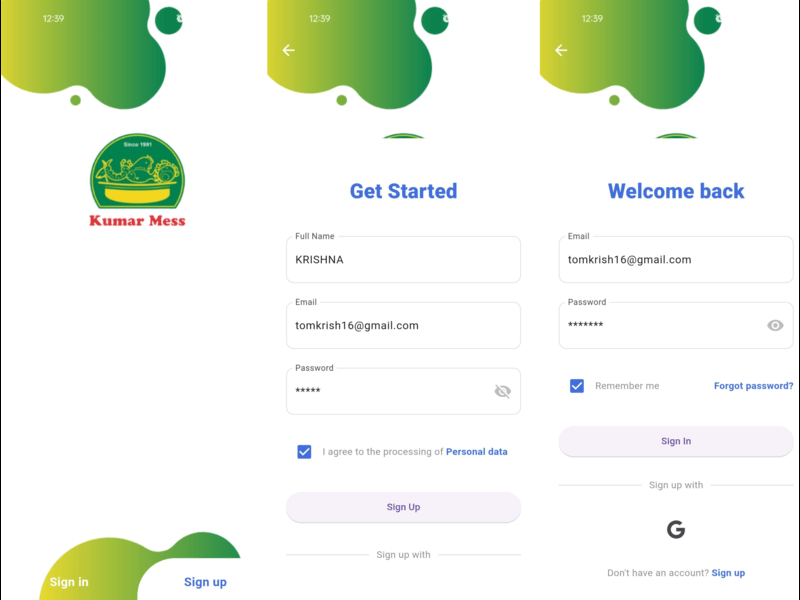 12:39
Since 1981
Kumar Mess
Sign in
Sign up
12:39
Get Started
Full Name
KRISHNA
Email
tomkrish16@gmail.com
Password
*****
I agree to the processing of Personal data
Sign Up
Sign up with
12:39
Welcome back
Email
tomkrish16@gmail.com
Password
*******
Remember me
Forgot password?
Sign In
Sign up with
G
Don't have an account? Sign up